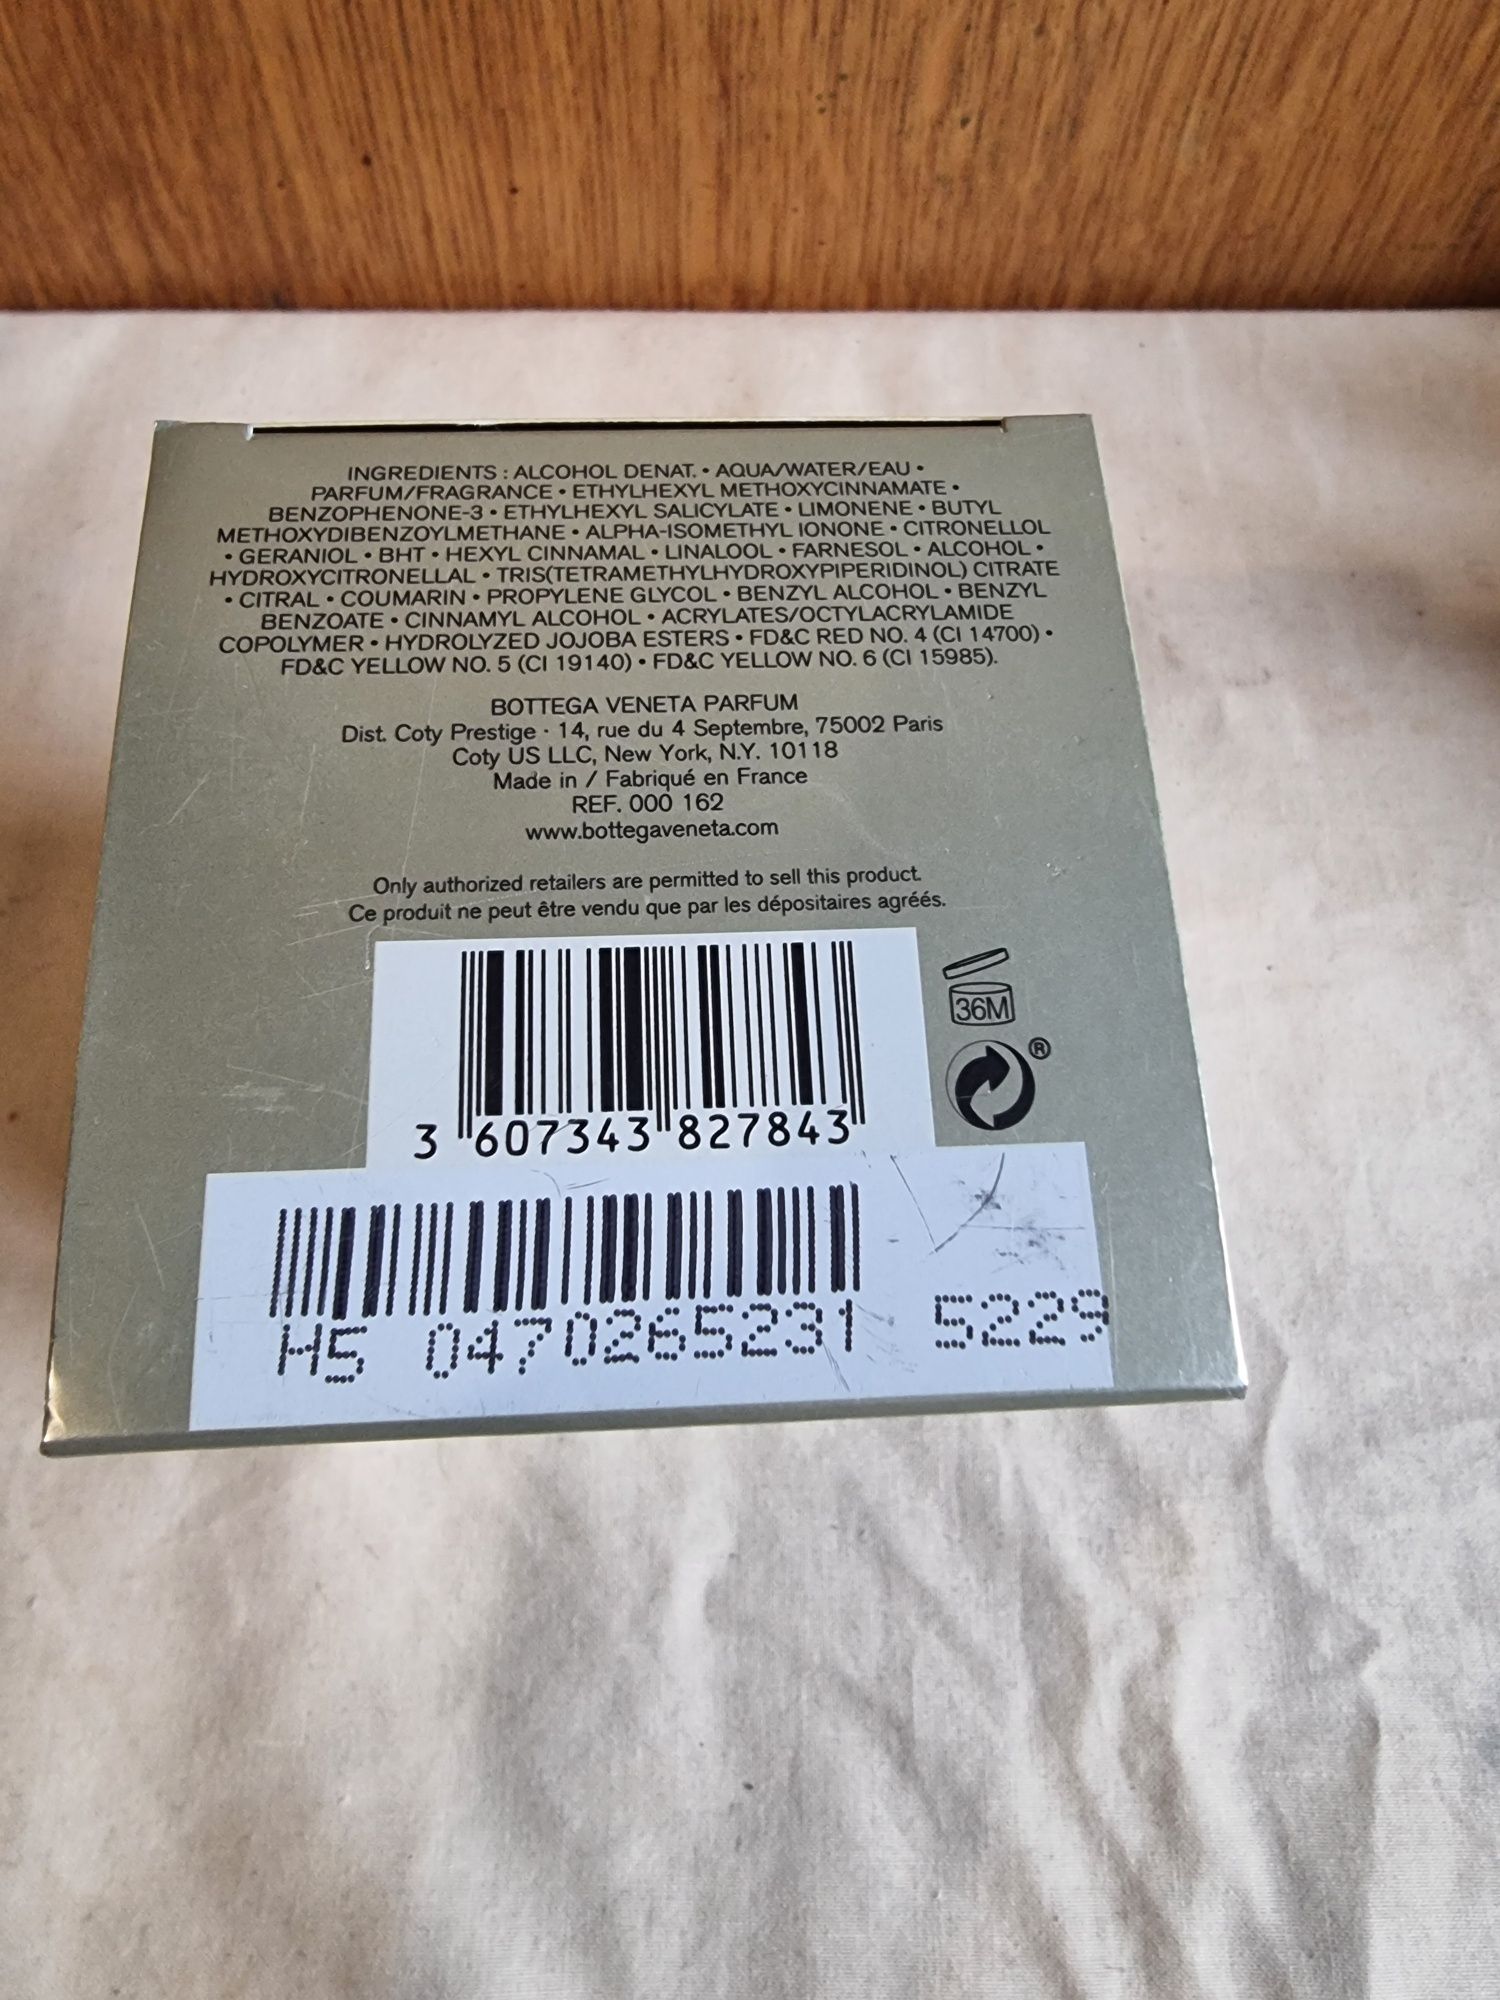 INGREDIENTS : ALCOHOL DENAT. • AQUA/WATER/EAU •
PARFUM/FRAGRANCE • ETHYLHEXYL METHOXYCINNAMATE •
BENZOPHENONE-3 • ETHYLHEXYL SALICYLATE • LIMONENE • BUTYL
METHOXYDIBENZOYLMETHANE • ALPHA-ISOMETHYL IONONE • CITRONELLOL
• GERANIOL • BHT • HEXYL CINNAMAL • LINALOOL • FARNESOL • ALCOHOL •
HYDROXYCITRONELLAL • TRIS(TETRAMETHYLHYDROXYPIPERIDINOL) CITRATE
• CITRAL • COUMARIN • PROPYLENE GLYCOL • BENZYL ALCOHOL • BENZYL
BENZOATE • CINNAMYL ALCOHOL • ACRYLATES/OCTYLACRYLAMIDE
COPOLYMER • HYDROLYZED JOJOBA ESTERS • FD&C RED NO. 4 (CI 14700) •
FD&C YELLOW NO. 5 (CI 19140) • FD&C YELLOW NO. 6 (CI 15985).
BOTTEGA VENETA PARFUM
Dist. Coty Prestige · 14, rue du 4 Septembre, 75002 Paris
Coty US LLC, New York, N.Y. 10118
Made in / Fabriqué en France
REF. 000 162
www.bottegaveneta.com
Only authorized retailers are permitted to sell this product.
Ce produit ne peut être vendu que par les dépositaires agréés.
36M
®
3 607343 827843
M5 0470265231 5229